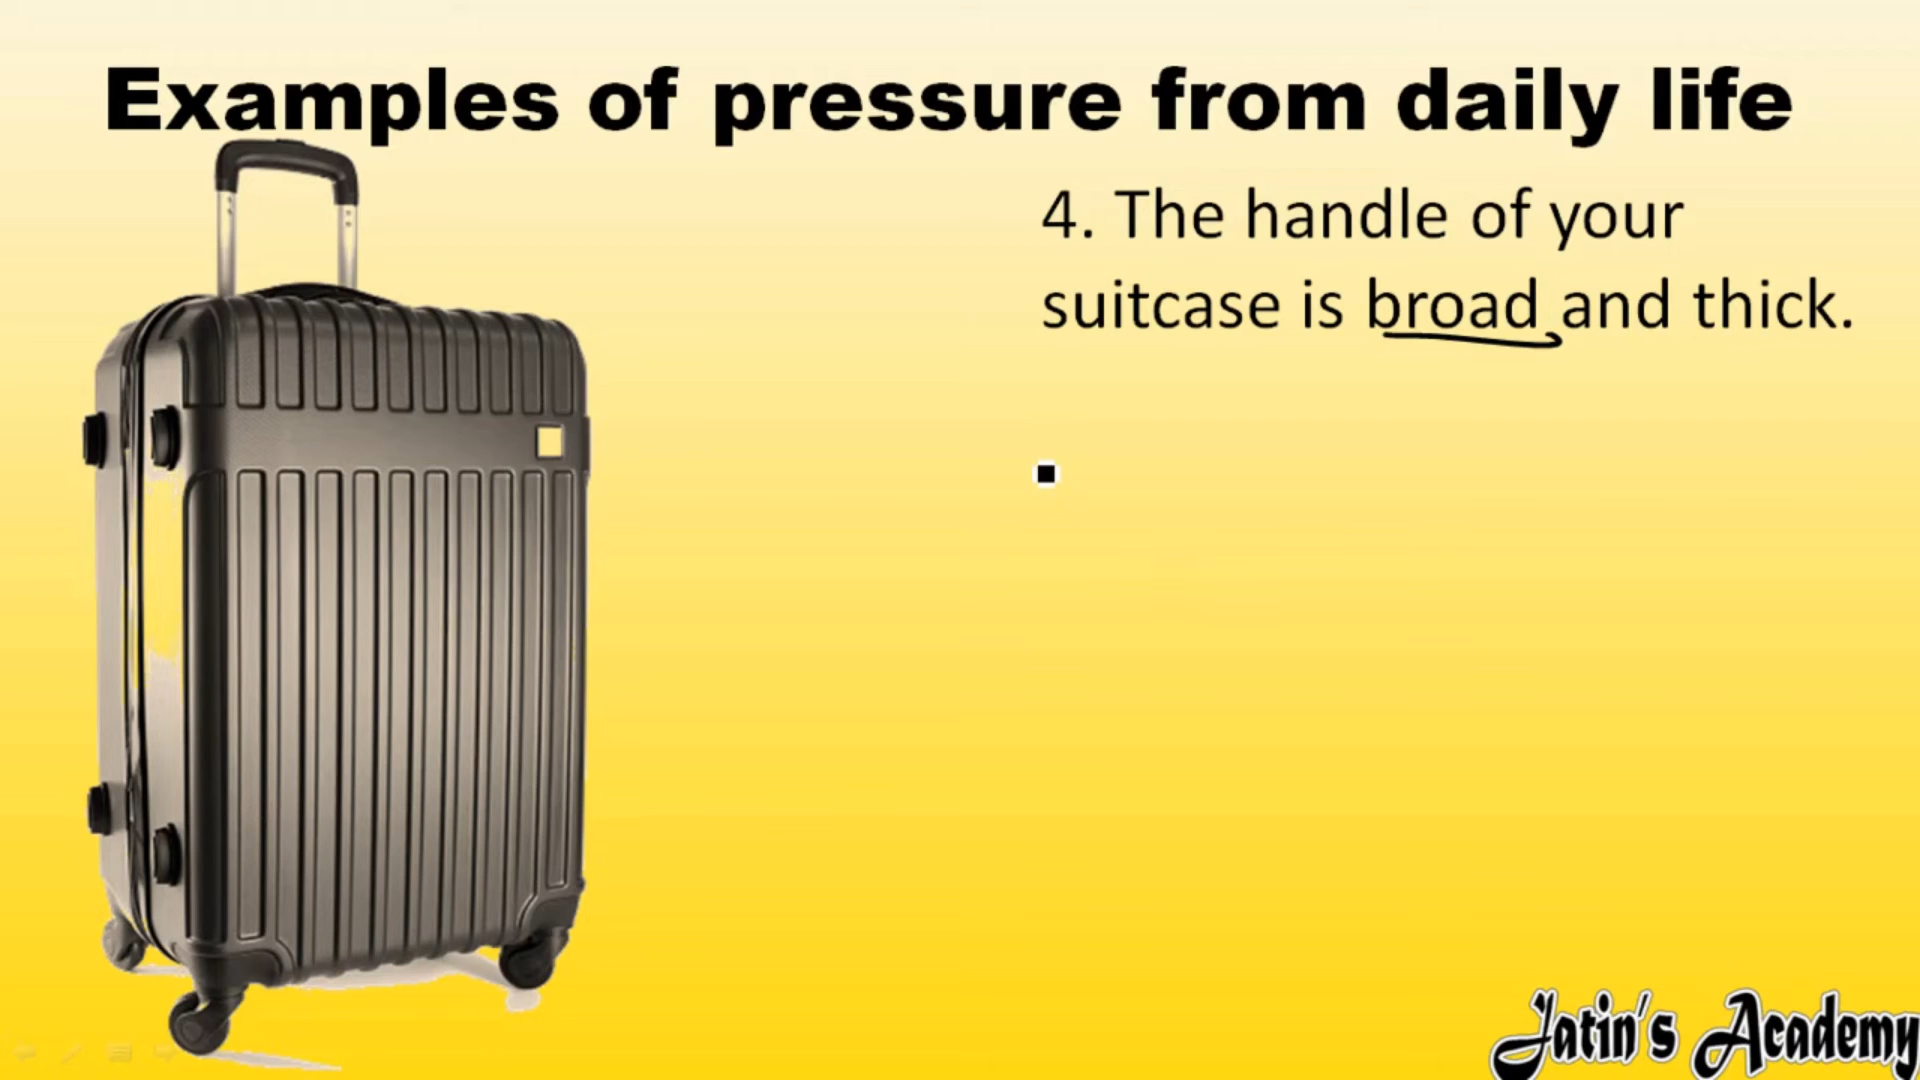 Examples of pressure from daily life
4. The handle of your
suitcase is broad and thick.
Jatin's Academy